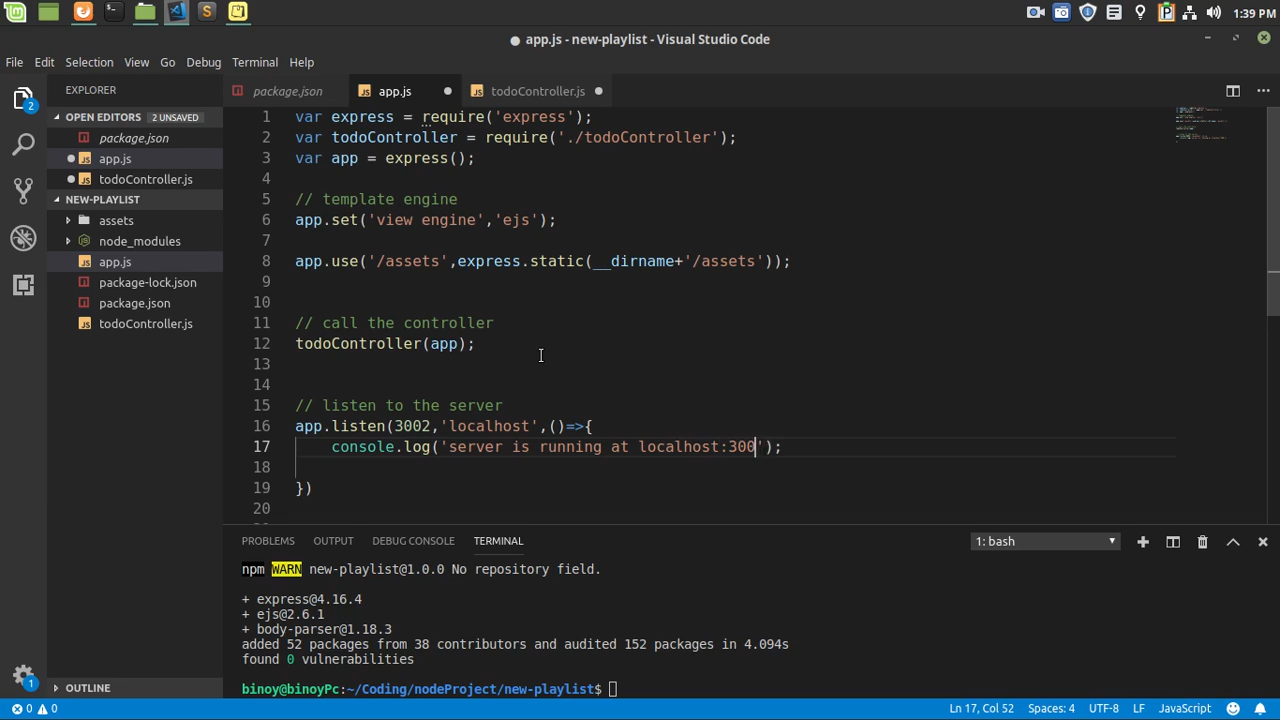 1:39 PM
● app.js - new-playlist - Visual Studio Code
File Edit Selection View Go Debug Terminal Help
EXPLORER
package.json
app.js
todoController.js
OPEN EDITORS 2 UNSAVED
package.json
app.js
todoController.js
NEW-PLAYLIST
assets
node_modules
app.js
package-lock.json
package.json
todoController.js
OUTLINE
2
1
1 var express = require('express');
2 var todoController = require('./todoController');
3 var app = express();
4
5 // template engine
6 app.set('view engine','ejs');
7
8 app.use('/assets',express.static(__dirname+'/assets'));
9
10
11 // call the controller
12 todoController(app);
13
14
15 // listen to the server
16 app.listen(3002,'localhost',()=>{
17 console.log('server is running at localhost:300');
18
19 })
20
PROBLEMS OUTPUT DEBUG CONSOLE TERMINAL 1: bash
npm WARN new-playlist@1.0.0 No repository field.
+ express@4.16.4
+ ejs@2.6.1
+ body-parser@1.18.3
added 52 packages from 38 contributors and audited 152 packages in 4.094s
found 0 vulnerabilities
binoy@binoyPc:~/Coding/nodeProject/new-playlist$
0 0 Ln 17, Col 52 Spaces: 4 UTF-8 LF JavaScript